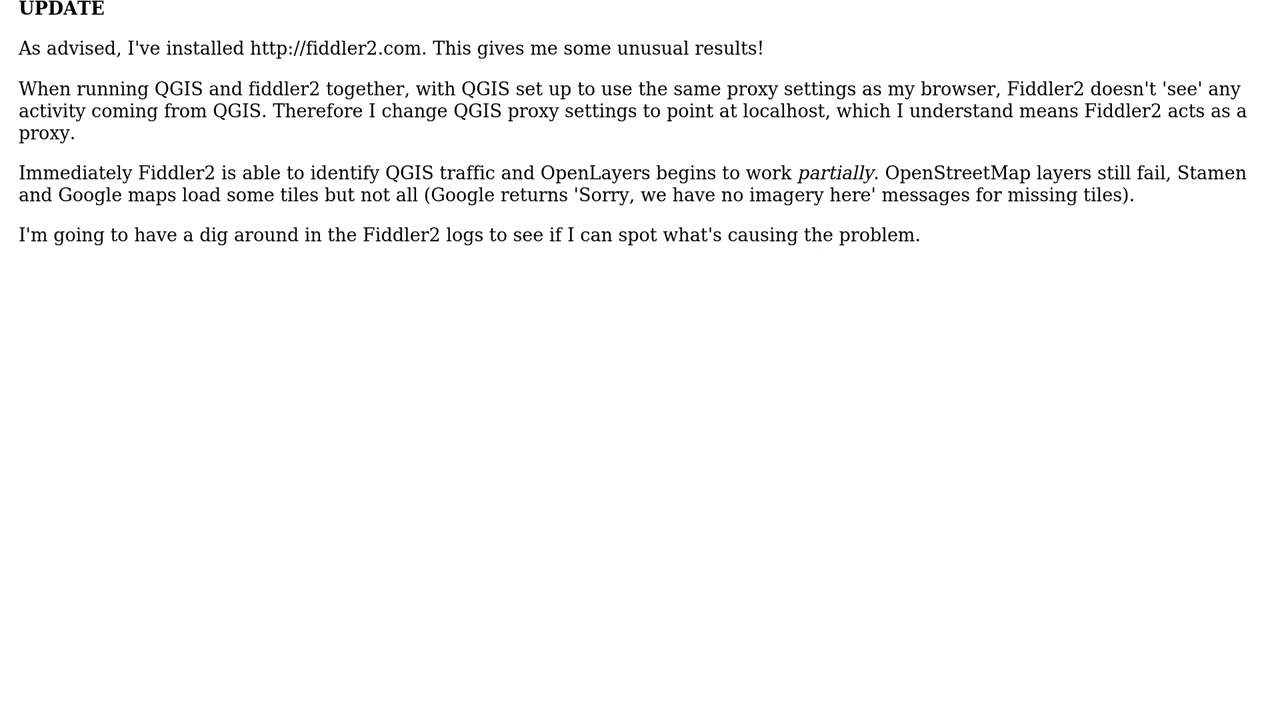 UPDATE
As advised, I've installed http://fiddler2.com. This gives me some unusual results!
When running QGIS and fiddler2 together, with QGIS set up to use the same proxy settings as my browser, Fiddler2 doesn't 'see' any
activity coming from QGIS. Therefore I change QGIS proxy settings to point at localhost, which I understand means Fiddler2 acts as a
proxy.
Immediately Fiddler2 is able to identify QGIS traffic and OpenLayers begins to work partially. OpenStreetMap layers still fail, Stamen
and Google maps load some tiles but not all (Google returns 'Sorry, we have no imagery here' messages for missing tiles).
I'm going to have a dig around in the Fiddler2 logs to see if I can spot what's causing the problem.